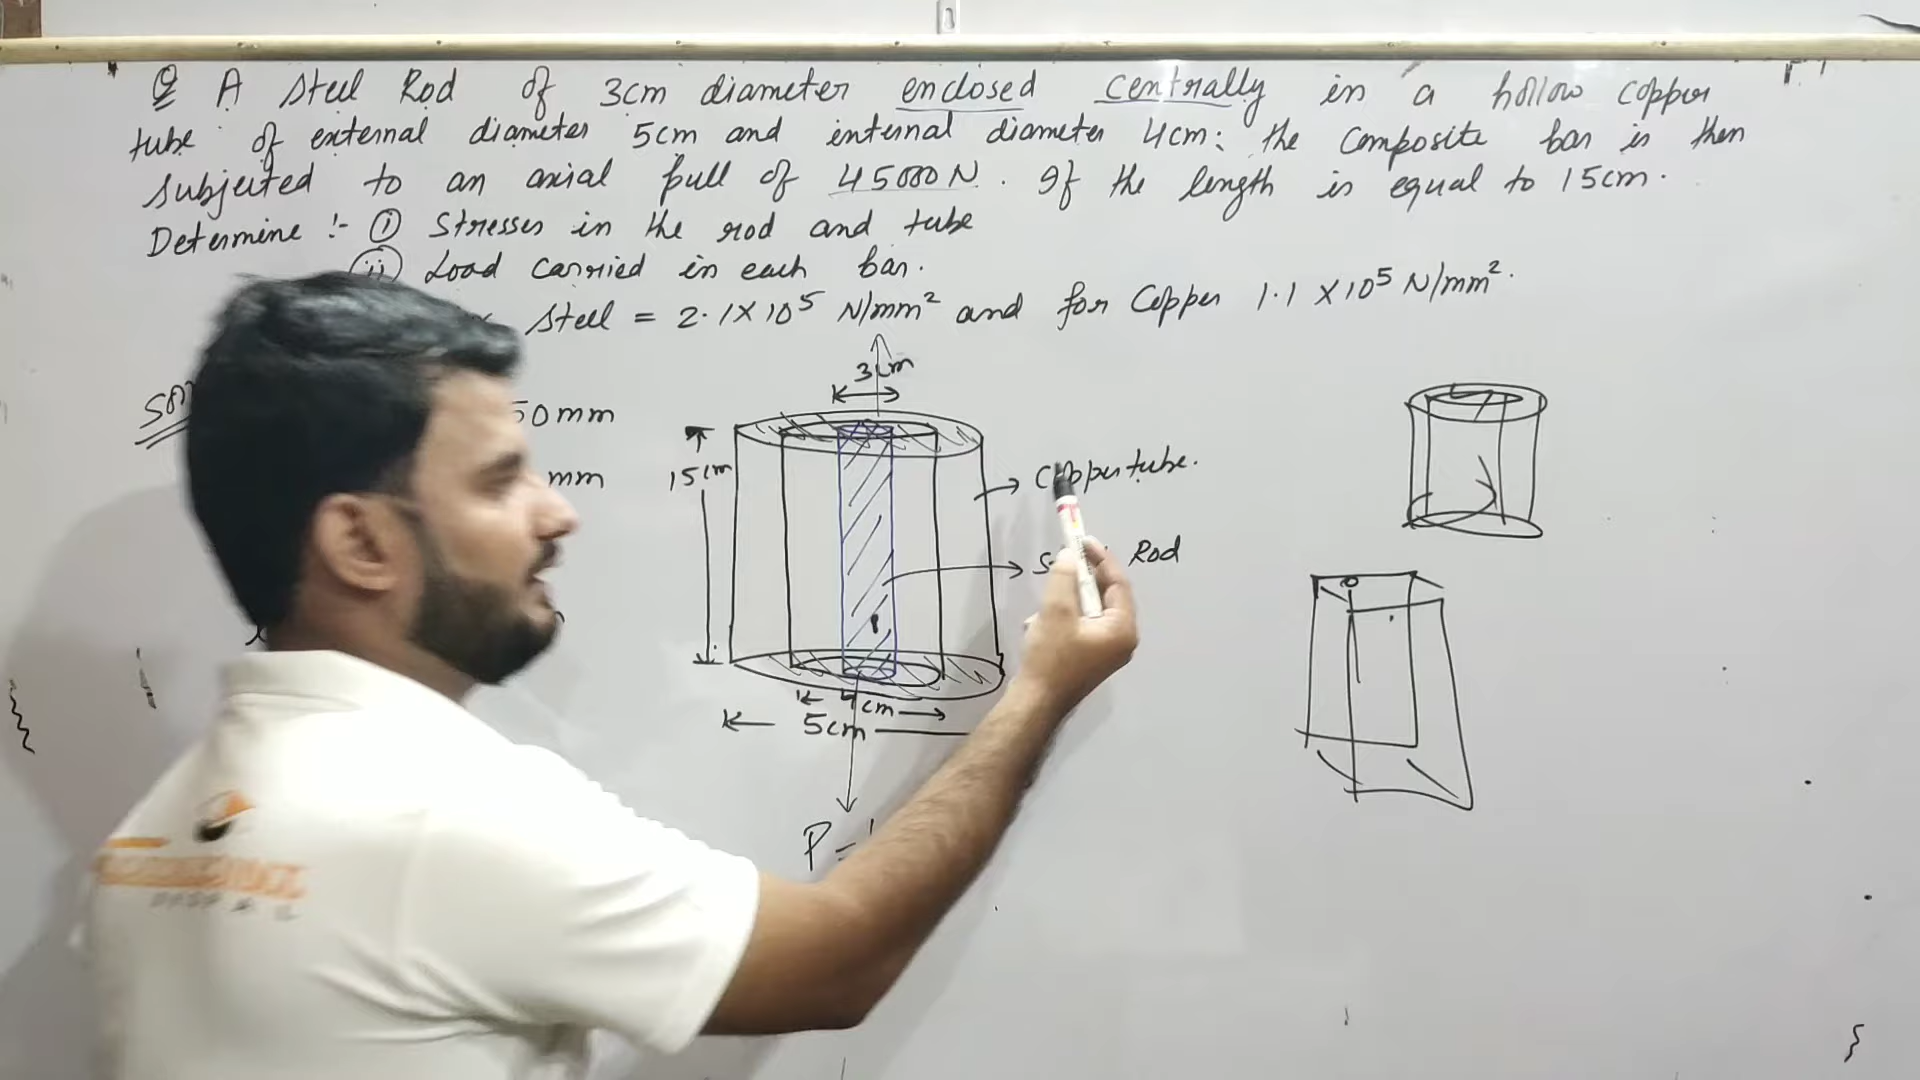 Q A Steel Rod of 3cm diameter enclosed centrally in a hollow copper
tube of external diameter 5cm and internal diameter 4cm. the composite bar is then
subjected to an axial pull of 45000 N. If the length is equal to 15cm.
Determine :- (i) Stresses in the rod and tube
(ii) Load carried in each bar.
steel = 2.1 X 10⁵ N/mm² and for Copper 1.1 X 10⁵ N/mm².
3cm
50mm
mm
15cm
Copper tube.
Rod
4cm
5cm
P =